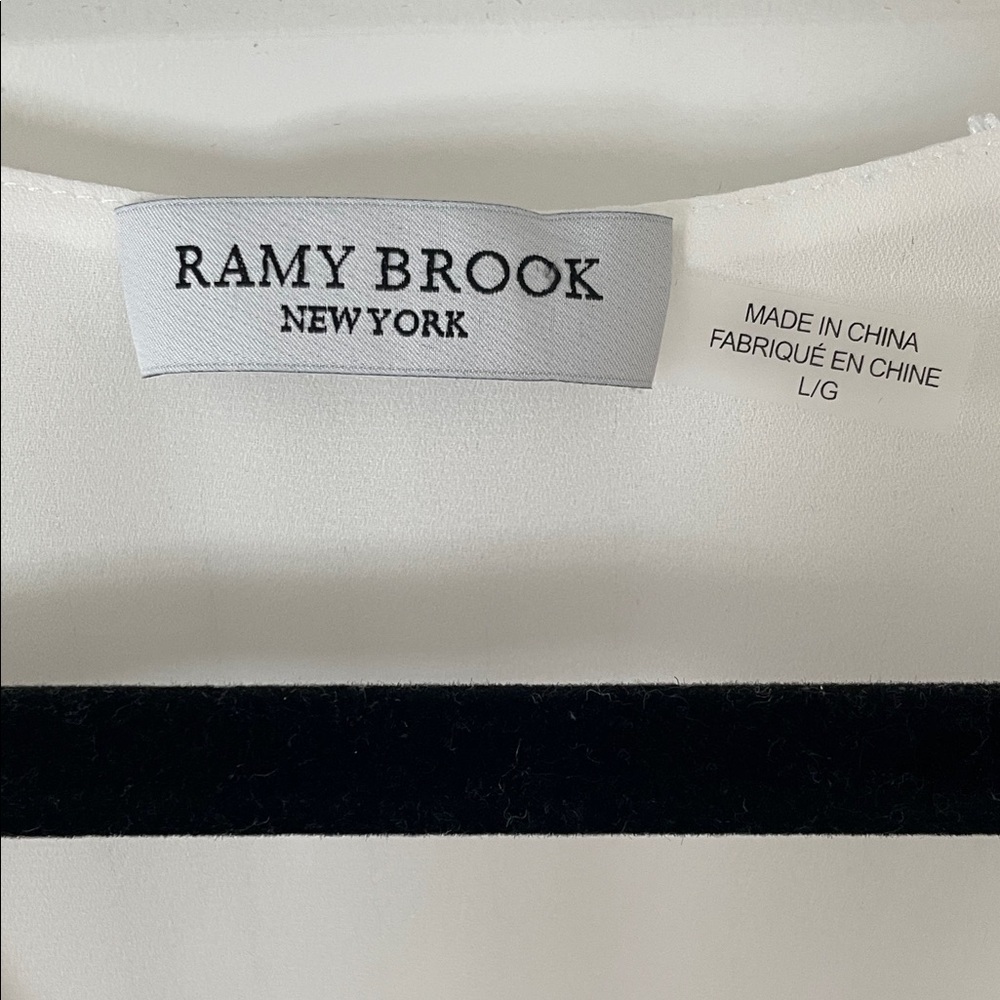 RAMY BROOK
NEW YORK
MADE IN CHINA
FABRIQUÉ EN CHINE
L/G